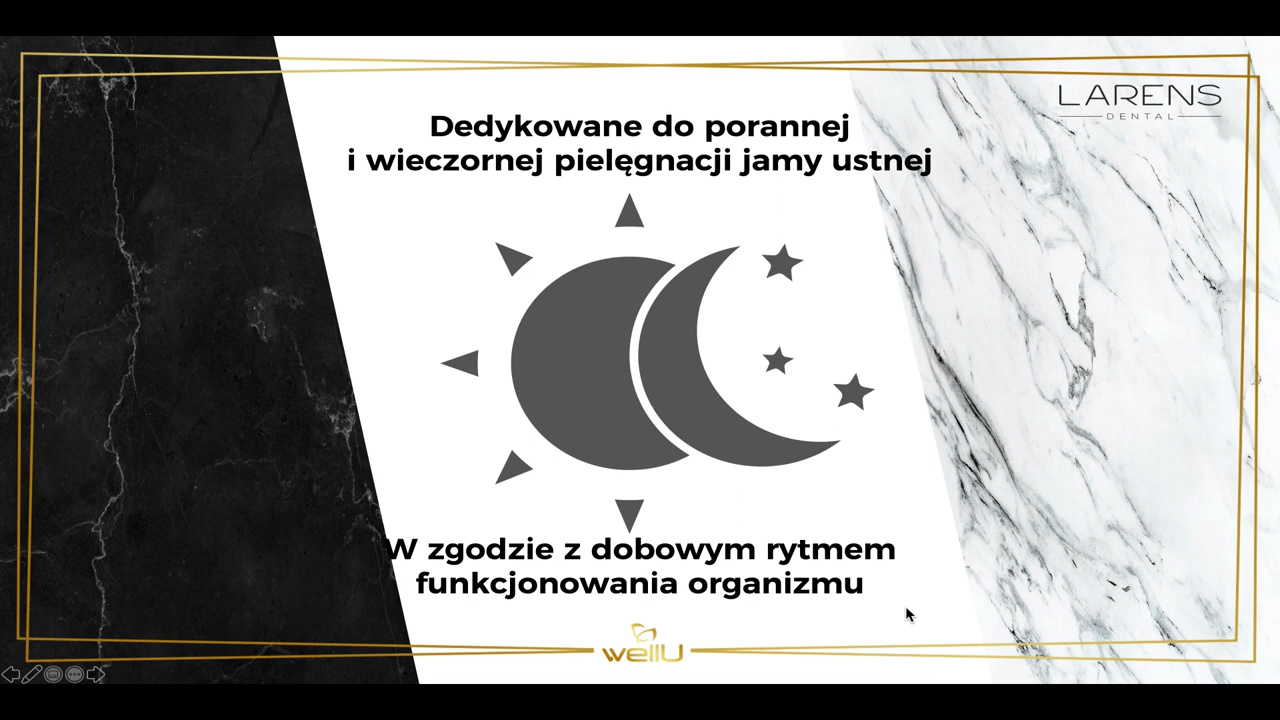 LARENS
DENTAL
Dedykowane do porannej
i wieczornej pielęgnacji jamy ustnej
W zgodzie z dobowym rytmem
funkcjonowania organizmu
wellU